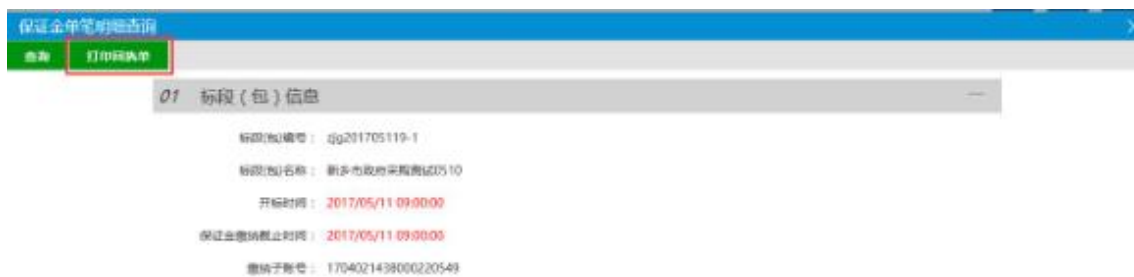 保证金单笔明细查询
查询 打印回执单
01 标段（包）信息
标段(包)编号： zjg201705119-1
标段(包)名称： 新乡市政府采购测试0510
开标时间： 2017/05/11 09:00:00
保证金缴纳截止时间： 2017/05/11 09:00:00
缴纳子账号： 1704021438000220549